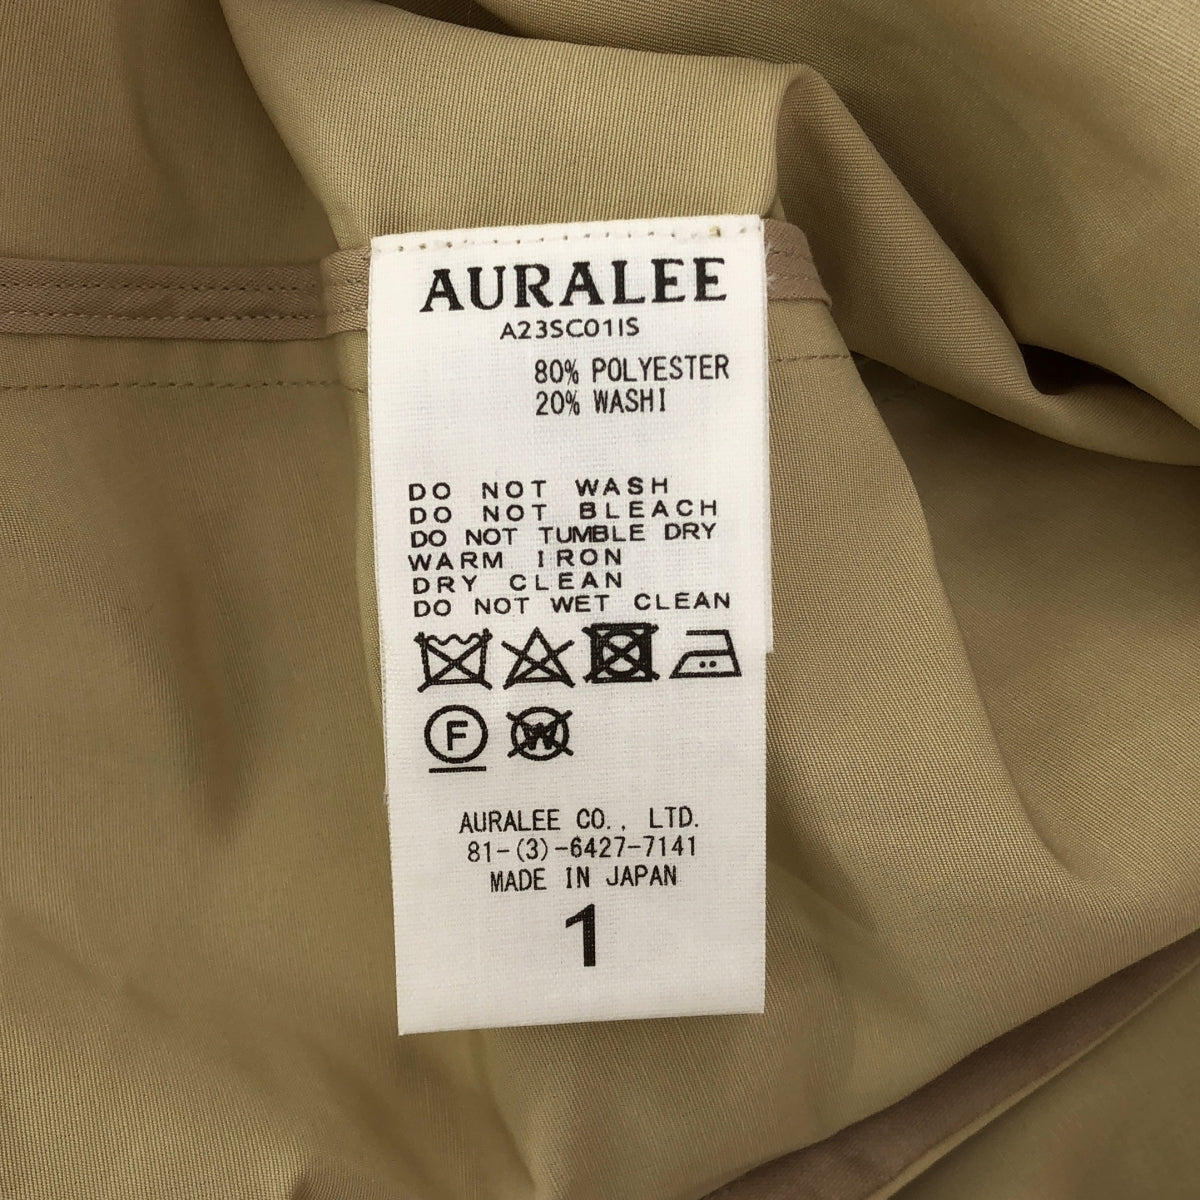 AURALEE
A23SC01IS
80% POLYESTER
20% WASHI
DO NOT WASH
DO NOT BLEACH
DO NOT TUMBLE DRY
WARM IRON
DRY CLEAN
DO NOT WET CLEAN
F W
AURALEE CO., LTD.
81-(3)-6427-7141
MADE IN JAPAN
1